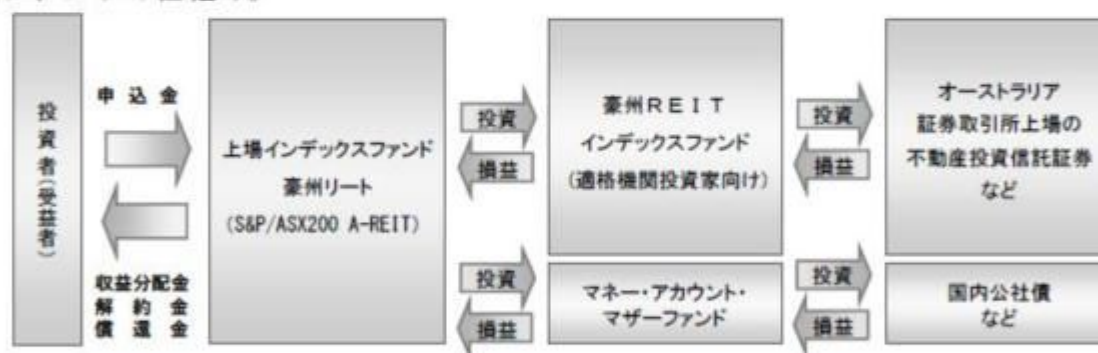 投資者(受益者)
申込金
収益分配金
解約金
償還金
上場インデックスファンド
豪州リート
(S&P/ASX200 A-REIT)
投資
損益
投資
損益
豪州REIT
インデックスファンド
(適格機関投資家向け)
マネー・アカウント・
マザーファンド
投資
損益
投資
損益
オーストラリア
証券取引所上場の
不動産投資信託証券
など
国内公社債
など